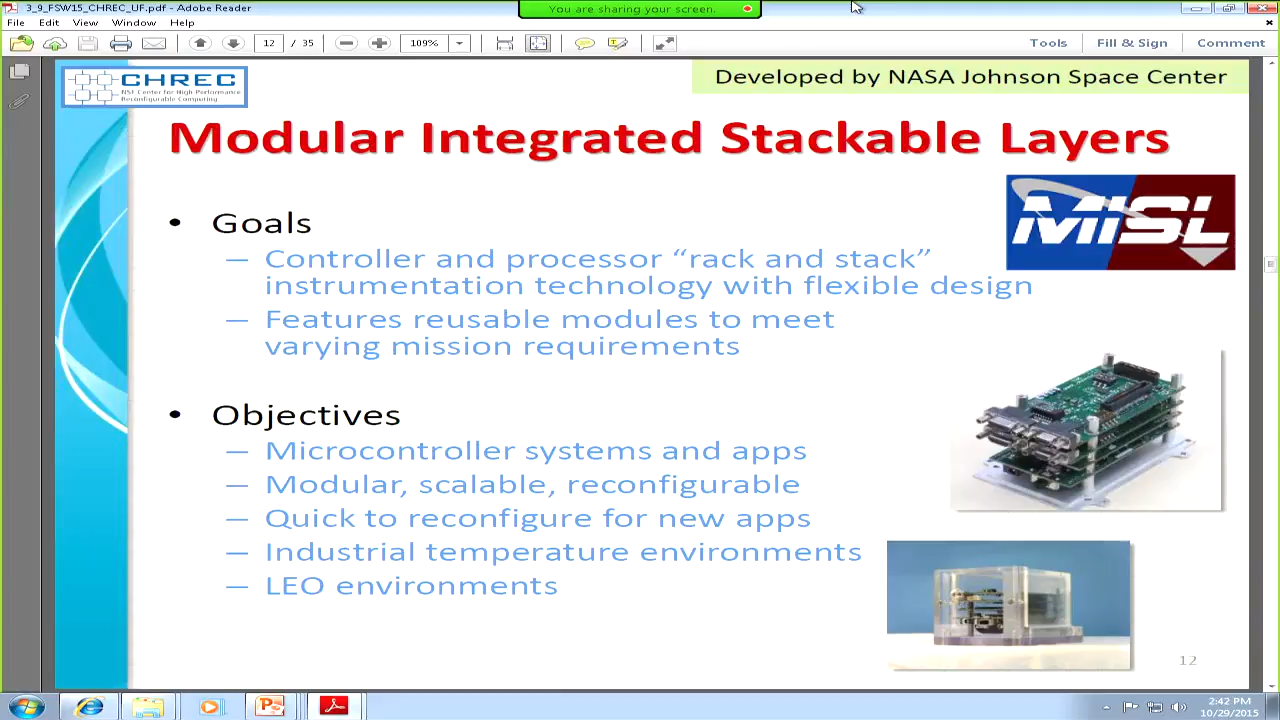 3_9_FSW15_CHREC_UF.pdf - Adobe Reader
You are sharing your screen.
File Edit View Window Help
12 / 35 109% Tools Fill & Sign Comment
CHREC
NSF Center for High Performance
Reconfigurable Computing
Developed by NASA Johnson Space Center
Modular Integrated Stackable Layers
MISL
• Goals
– Controller and processor “rack and stack”
instrumentation technology with flexible design
– Features reusable modules to meet
varying mission requirements
• Objectives
– Microcontroller systems and apps
– Modular, scalable, reconfigurable
– Quick to reconfigure for new apps
– Industrial temperature environments
– LEO environments
12
2:42 PM
10/29/2015